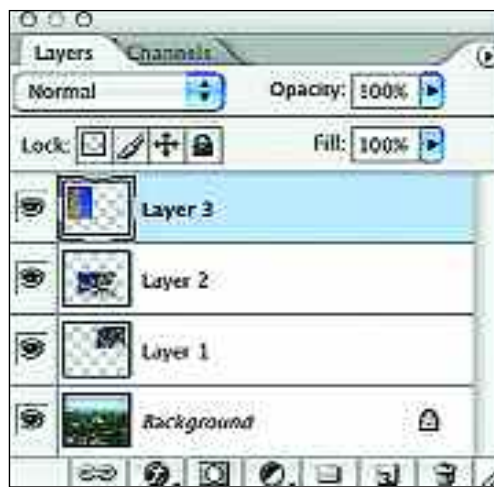 Layers Channels
Normal Opacity: 100%
Lock: Fill: 100%
Layer 3
Layer 2
Layer 1
Background